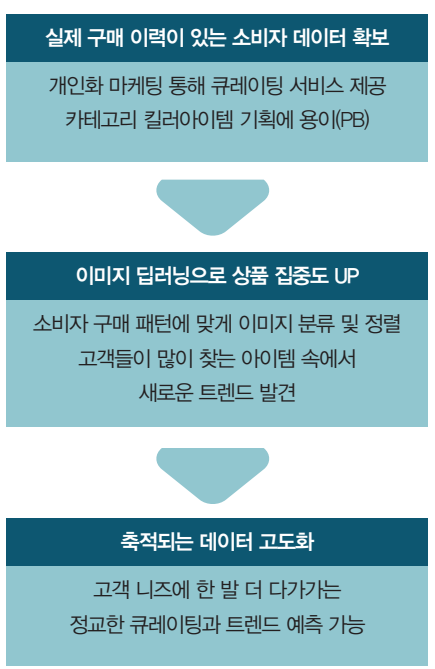 실제 구매 이력이 있는 소비자 데이터 확보
개인화 마케팅 통해 큐레이팅 서비스 제공
카테고리 킬러아이템 기획에 용이(PB)
이미지 딥러닝으로 상품 집중도 UP
소비자 구매 패턴에 맞게 이미지 분류 및 정렬
고객들이 많이 찾는 아이템 속에서
새로운 트렌드 발견
축적되는 데이터 고도화
고객 니즈에 한 발 더 다가가는
정교한 큐레이팅과 트렌드 예측 가능